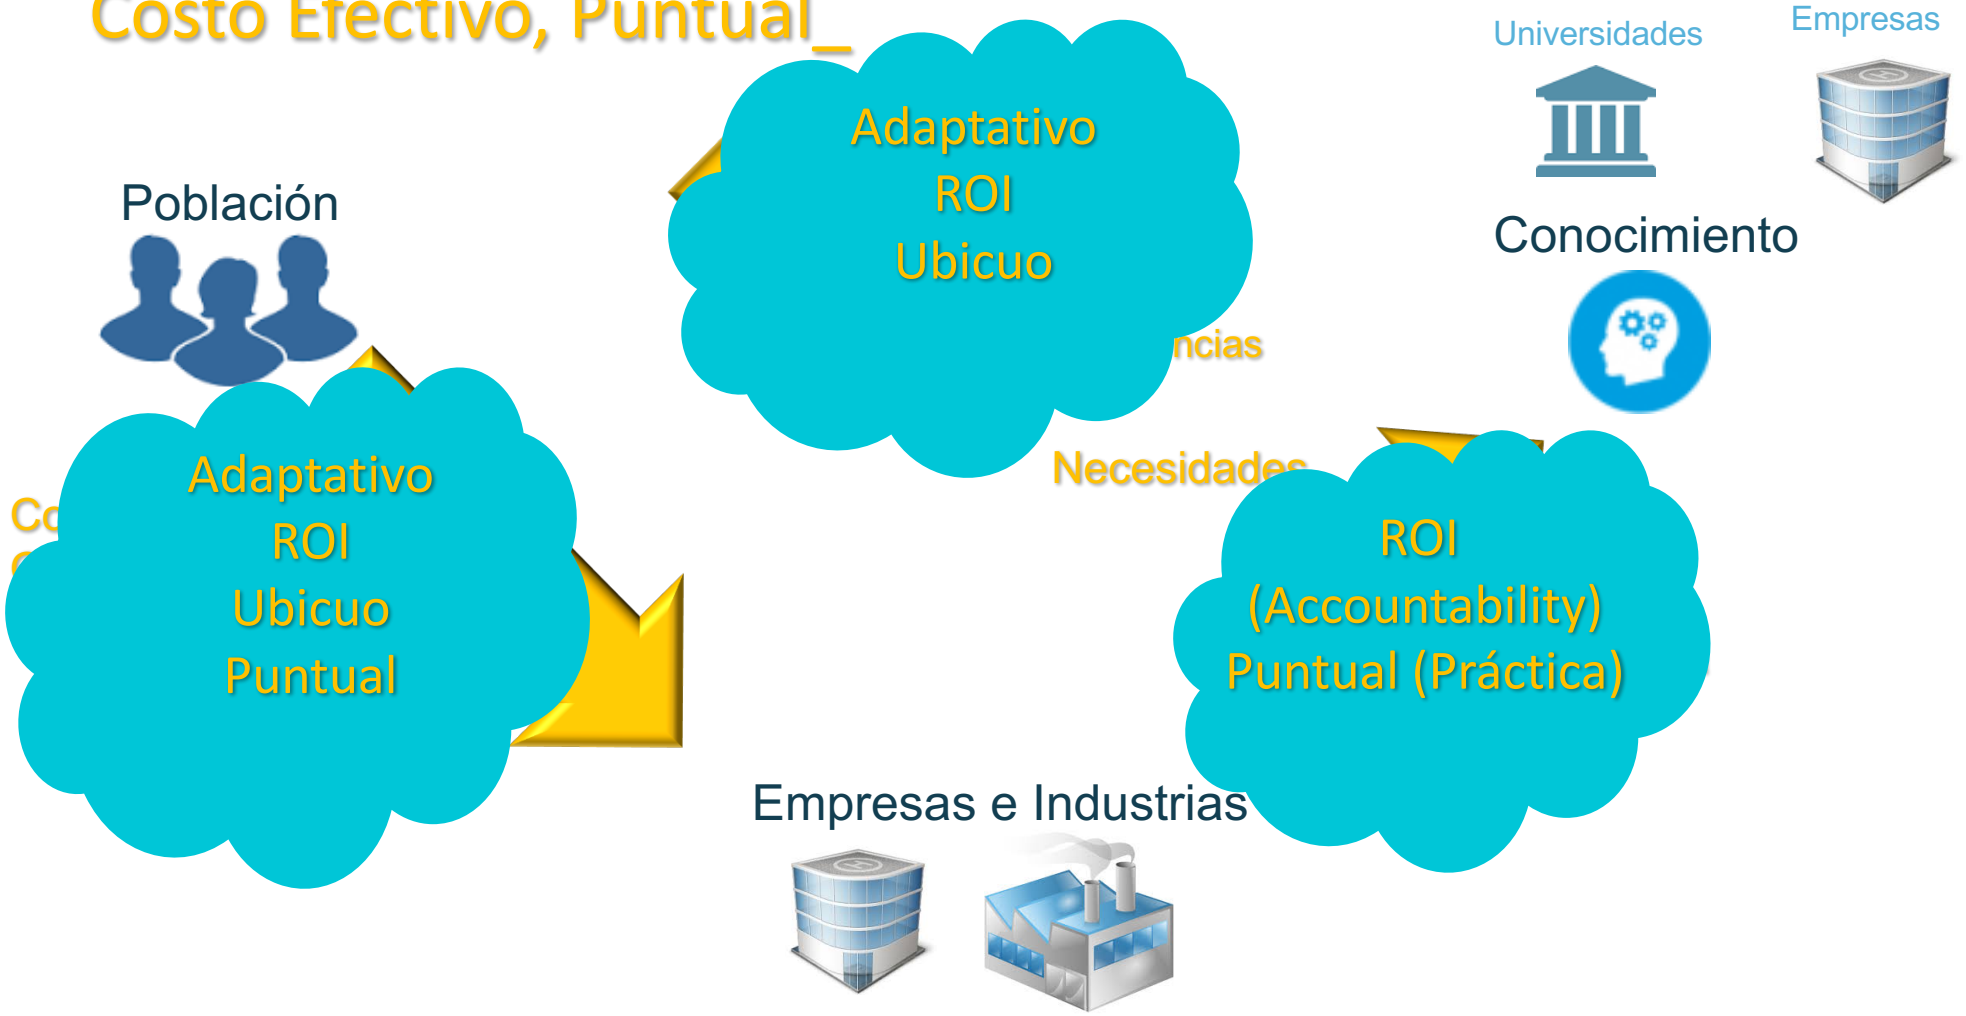 Costo Efectivo, Puntual_
Universidades
Empresas
Adaptativo
ROI
Ubicuo
Población
Conocimiento
Necesidades
Adaptativo
ROI
Ubicuo
Puntual
ROI
(Accountability)
Puntual (Práctica)
Empresas e Industrias